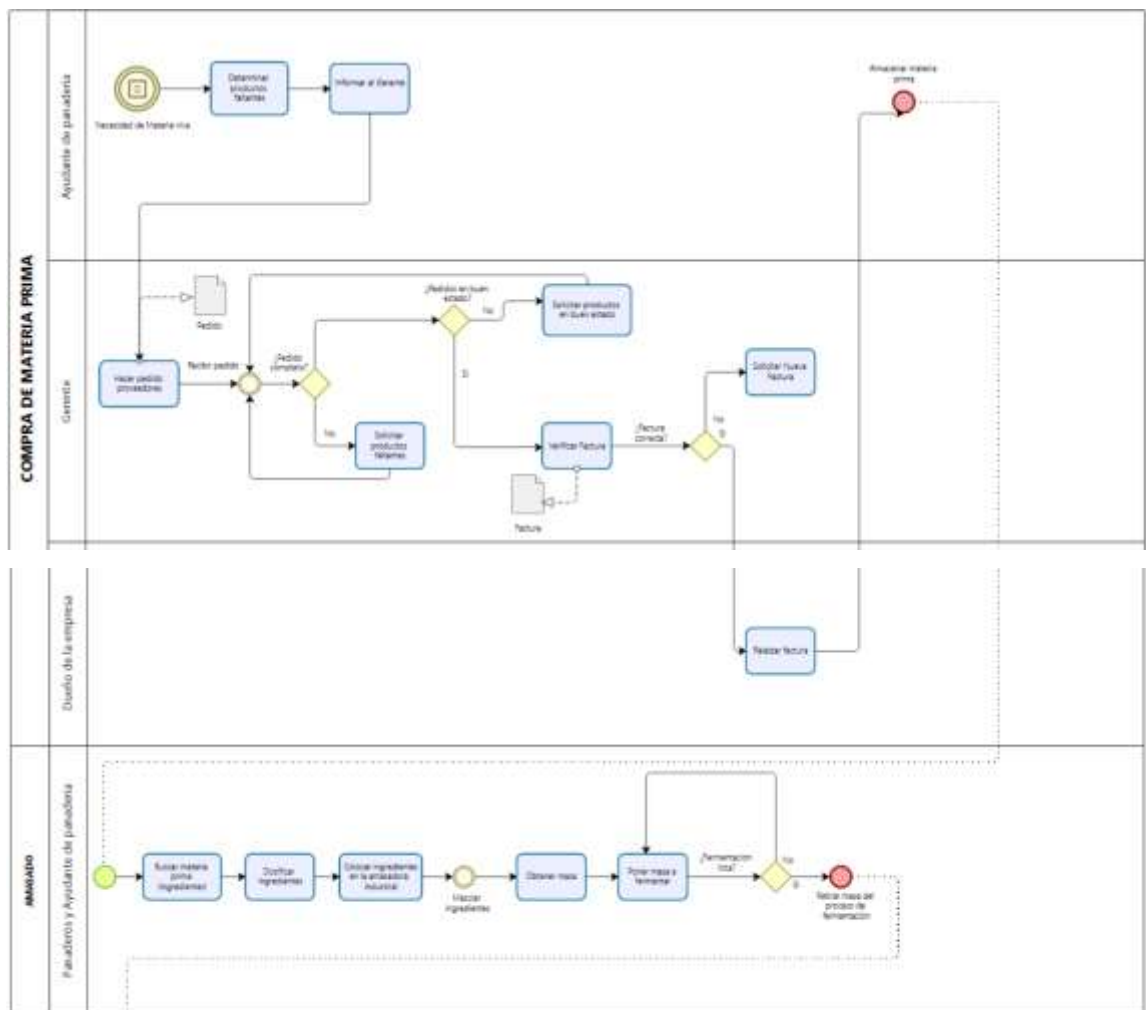 COMPRA DE MATERIA PRIMA
Ayudante de panadería
Necesidad de Materia
Determinar
productos
faltantes
Informar al Gerente
Almacenar materia
prima
Gerente
Hacer pedido
proveedores
Pedido
Recibir pedido
¿Pedido
completo?
No
Solicitar
productos
faltantes
¿Pedido en buen
estado?
No
Si
Solicitar productos
en buen estado
Verificar Factura
Factura
¿Factura
correcta?
No
Si
Solicitar Nueva
Factura
Dueño de la empresa
factura
AMASADO
Panaderos y Ayudante de panadería
Buscar materia
prima
(ingredientes)
Dosificar
ingredientes
Colocar ingredientes
en la amasadora
industrial
Mezclar
ingredientes
Obtener masa
Poner masa a
fermentar
¿Fermentación
lista?
No
Si
Retirar masa del
proceso de
fermentación